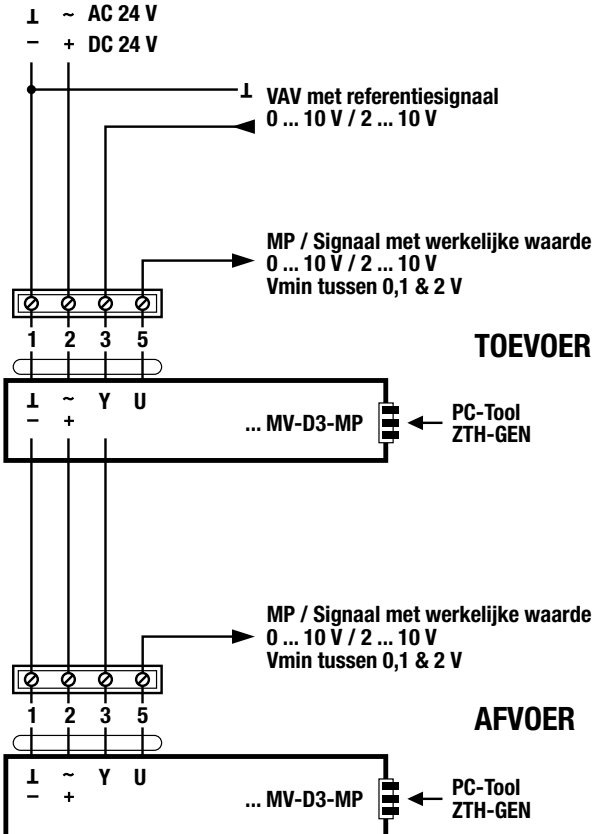 ⊥ ~ AC 24 V
− + DC 24 V
⊥ VAV met referentiesignaal
0 ... 10 V / 2 ... 10 V
MP / Signaal met werkelijke waarde
0 ... 10 V / 2 ... 10 V
Vmin tussen 0,1 & 2 V
1 2 3 5
TOEVOER
⊥ ~ Y U
− +
... MV-D3-MP
PC-Tool
ZTH-GEN
MP / Signaal met werkelijke waarde
0 ... 10 V / 2 ... 10 V
Vmin tussen 0,1 & 2 V
1 2 3 5
AFVOER
⊥ ~ Y U
− +
... MV-D3-MP
PC-Tool
ZTH-GEN